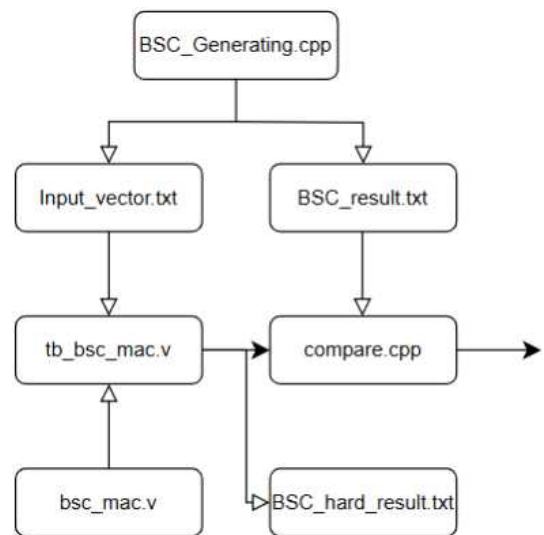 BSC_Generating.cpp
Input_vector.txt
BSC_result.txt
tb_bsc_mac.v
compare.cpp
bsc_mac.v
BSC_hard_result.txt